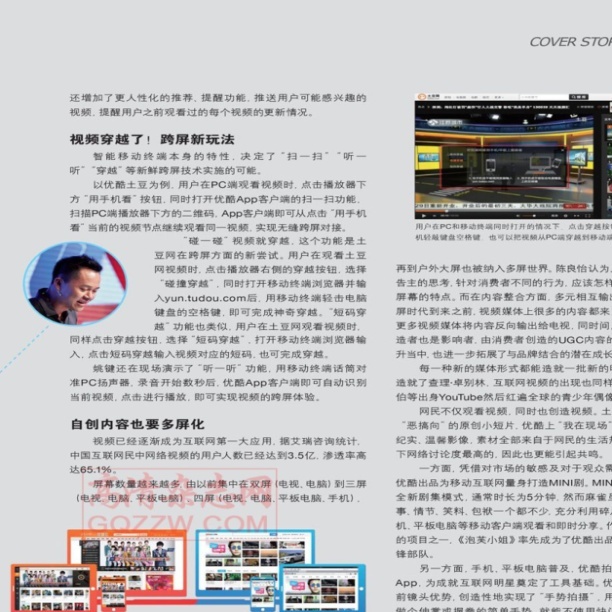 COVER STOR
还增加了更人性化的推荐、提醒功能，推送用户可能感兴趣的
视频，提醒用户之前观看过的每个视频的更新情况。
视频穿越了！跨屏新玩法
智能移动终端本身的特性，决定了“扫一扫”“听一
听”“穿越”等新鲜跨屏技术实施的可能。
以优酷土豆为例，用户在PC端观看视频时，点击播放器下
方“用手机看”按钮，同时打开优酷App客户端的扫一扫功能，
扫描PC端播放器下方的二维码，App客户端即可从点击“用手机
看”当前的视频节点继续观看同一视频，实现无缝跨屏对接。
“碰一碰”视频就穿越，这个功能是土
豆网在跨屏方面的新尝试。用户在观看土豆
网视频时，点击播放器右侧的穿越按钮，选择
“碰撞穿越”，同时打开移动终端浏览器并输
入yun.tudou.com后，用移动终端轻击电脑
键盘的空格键，即可完成神奇穿越。“短码穿
越”功能也类似，用户在土豆网观看视频时，
同样点击穿越按钮，选择“短码穿越”，打开移动终端浏览器输
入，点击短码穿越输入视频对应的短码，也可完成穿越。
姚键还在现场演示了“听一听”功能，用移动终端话筒对
准PC扬声器，录音开始数秒后，优酷App客户端即可自动识别
当前视频，点击进行播放，即可实现视频的跨屏体验。
自创内容也要多屏化
视频已经逐渐成为互联网第一大应用，据艾瑞咨询统计，
中国互联网民中网络视频的用户人数已经达到3.5亿，渗透率高
达65.1%。
屏幕数量越来越多，由以前集中在双屏（电视、电脑）到三屏
（电视、电脑、平板电脑）、四屏（电视、电脑、平板电脑、手机），
GOZZW.COM
用户在PC和移动终端同时打开的情况下，点击穿越按
机轻敲键盘空格键，也可以把视频从PC端穿越到移动端
再到户外大屏也被纳入多屏世界。陈良怡认为，
告主的思考，针对消费者不同的行为，应该怎样
屏幕的特点。而在内容整合方面，多元相互输
屏时代到来之前，视频媒体上很多的内容都来
更多视频媒体将内容反向输出给电视，同时间
造者也是影响者，由消费者创造的UGC内容的
升当中，也进一步拓展了与品牌结合的潜在成长
每一种新的媒体形式都能造就一批新的
造就了查理·卓别林，互联网视频的出现也同样
伯等出身YouTube然后红遍全球的青少年偶像
网民不仅观看视频，同时也创造视频。土
“恶搞向”的原创小短片，优酷上“我在现场”
纪实、温馨影像，素材全部来自于网民的生活
下网络讨论度最高的，因此也更能引起共鸣。
一方面，凭借对市场的敏感及对于观众需
优酷出品为移动互联网量身打造MINI剧。MIN
全新剧集模式，通常时长为5分钟，然而麻雀
事、情节、笑料、包袱一个都不少，充分利用碎
机、平板电脑等移动客户端观看和即时分享。作
的项目之一，《泡芙小姐》率先成为了优酷出品
锋部队。
另一方面，手机、平板电脑普及，优酷拍
App，为成就互联网明星奠定了工具基础，优
前镜头优势，创造性地实现了“手势拍摄”，用